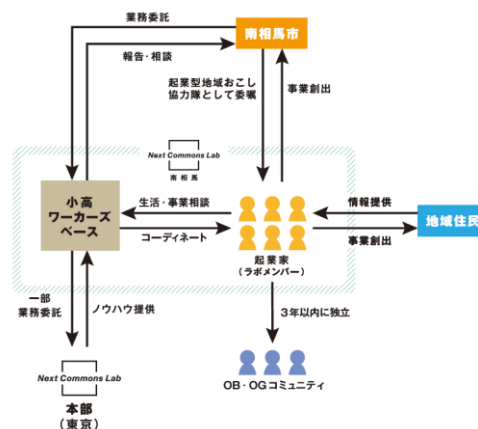 業務委託
南相馬市
報告・相談
起業型地域おこし
協力隊として委嘱
事業創出
Next Commons Lab
南相馬
小高
ワーカーズ
ベース
生活・事業相談
コーディネート
起業家
(ラボメンバー)
情報提供
事業創出
地域住民
一部
業務委託
ノウハウ提供
3年以内に独立
Next Commons Lab
本部
(東京)
OB・OGコミュニティ